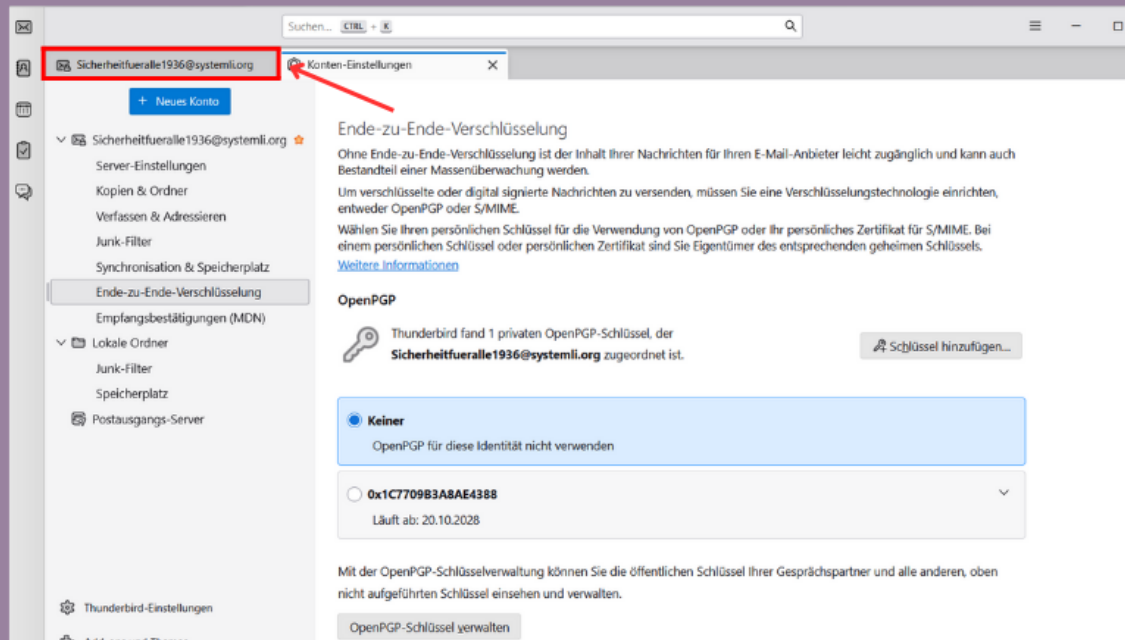 Suchen... CTRL + K
Sicherheitfueralle1936@systemli.org
Konten-Einstellungen
+ Neues Konto
Sicherheitfueralle1936@systemli.org
Server-Einstellungen
Kopien & Ordner
Verfassen & Adressieren
Junk-Filter
Synchronisation & Speicherplatz
Ende-zu-Ende-Verschlüsselung
Empfangsbestätigungen (MDN)
Lokale Ordner
Junk-Filter
Speicherplatz
Postausgangs-Server
Thunderbird-Einstellungen
Ende-zu-Ende-Verschlüsselung
Ohne Ende-zu-Ende-Verschlüsselung ist der Inhalt Ihrer Nachrichten für Ihren E-Mail-Anbieter leicht zugänglich und kann auch
Bestandteil einer Massenüberwachung werden.
Um verschlüsselte oder digital signierte Nachrichten zu versenden, müssen Sie eine Verschlüsselungstechnologie einrichten,
entweder OpenPGP oder S/MIME.
Wählen Sie Ihren persönlichen Schlüssel für die Verwendung von OpenPGP oder Ihr persönliches Zertifikat für S/MIME. Bei
einem persönlichen Schlüssel oder persönlichen Zertifikat sind Sie Eigentümer des entsprechenden geheimen Schlüssels.
Weitere Informationen
OpenPGP
Thunderbird fand 1 privaten OpenPGP-Schlüssel, der
Sicherheitfueralle1936@systemli.org zugeordnet ist.
Schlüssel hinzufügen...
Keiner
OpenPGP für diese Identität nicht verwenden
0x1C7709B3A8AE4388
Läuft ab: 20.10.2028
Mit der OpenPGP-Schlüsselverwaltung können Sie die öffentlichen Schlüssel Ihrer Gesprächspartner und alle anderen, oben
nicht aufgeführten Schlüssel einsehen und verwalten.
OpenPGP-Schlüssel verwalten